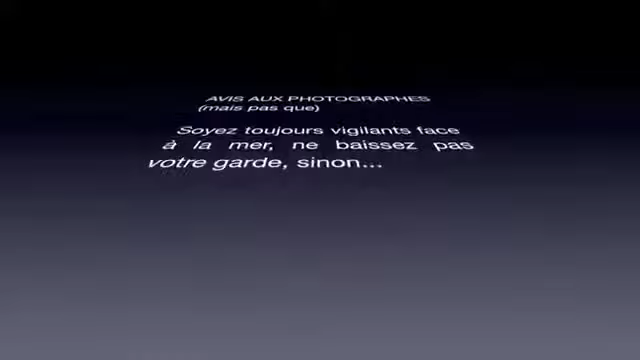 AVIS AUX PHOTOGRAPHES
(mais pas que)
Soyez toujours vigilants face
à la mer, ne baissez pas
votre garde, sinon...